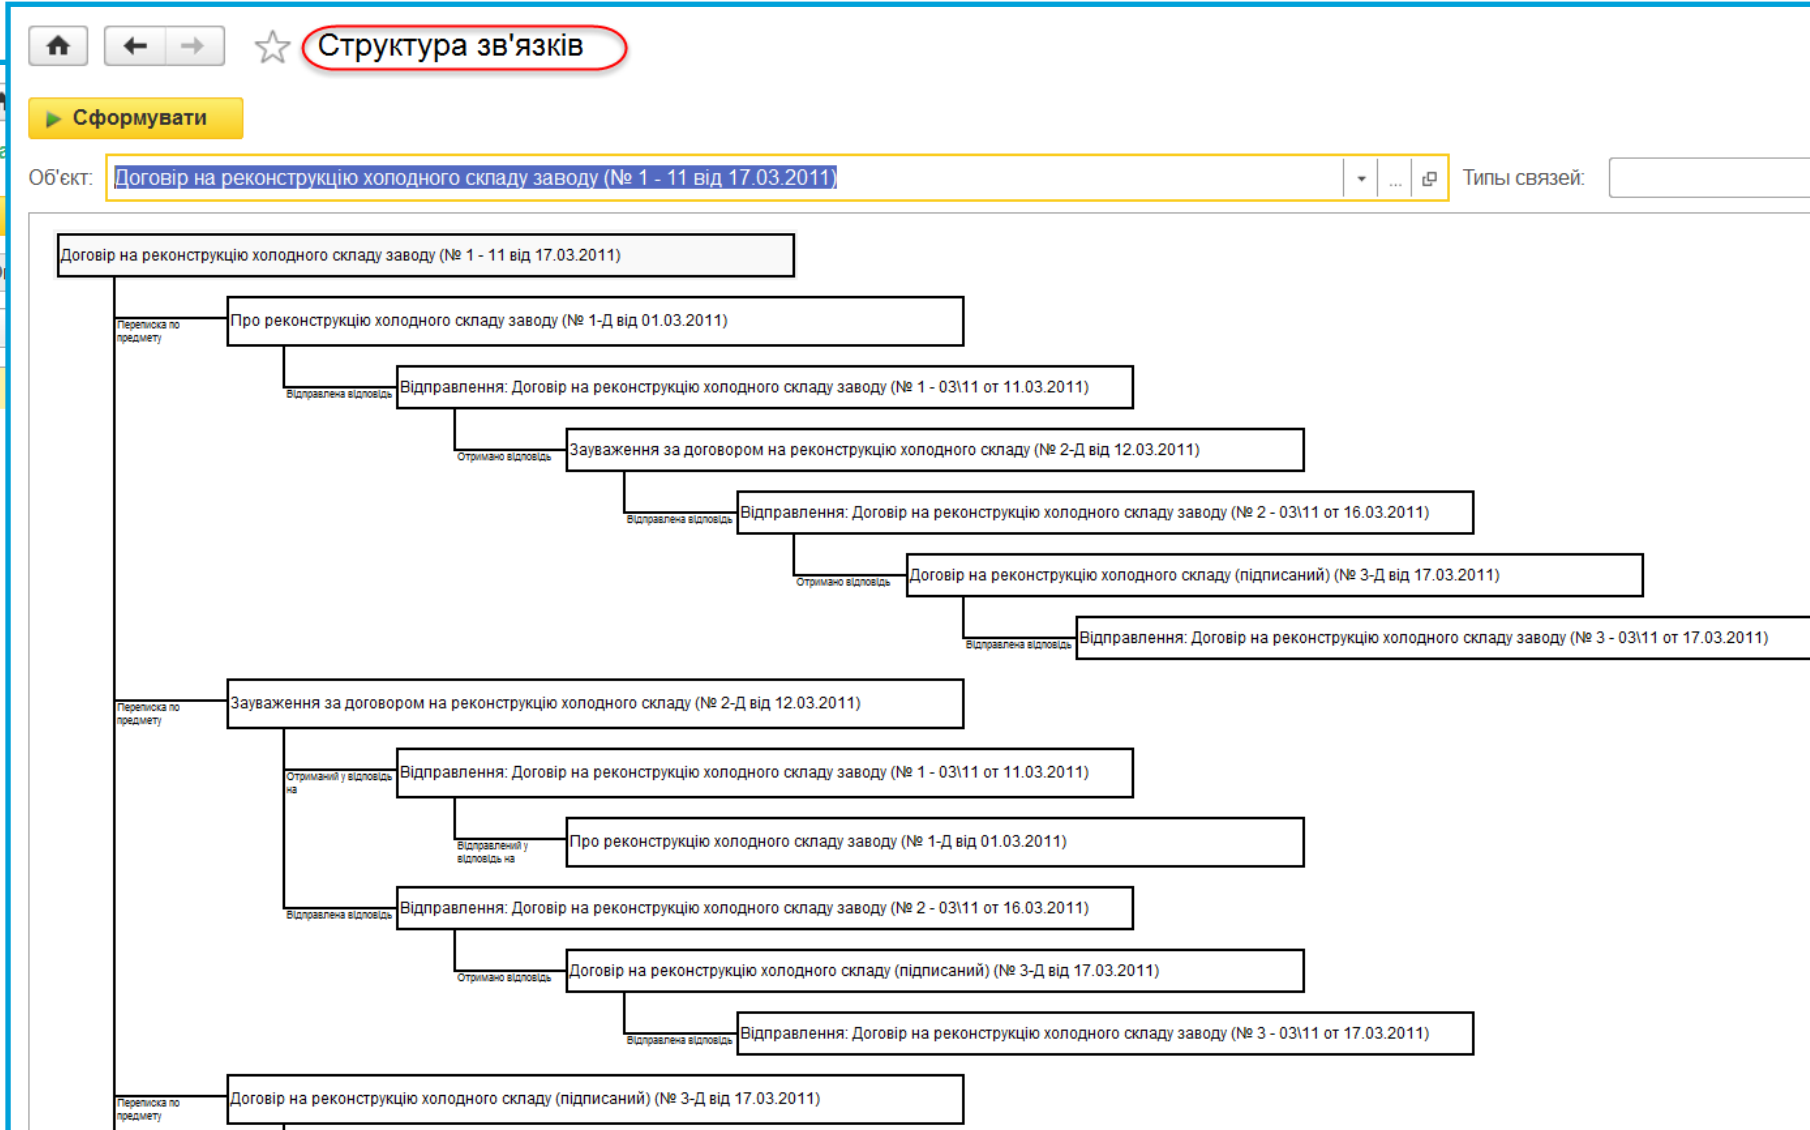 Структура зв'язків
Сформувати
Об'єкт: Договір на реконструкцію холодного складу заводу (№ 1 - 11 від 17.03.2011) ... Типы связей:
Договір на реконструкцію холодного складу заводу (№ 1 - 11 від 17.03.2011)
Переписка по
предмету
Про реконструкцію холодного складу заводу (№ 1-Д від 01.03.2011)
Відправлена відповідь
Відправлення: Договір на реконструкцію холодного складу заводу (№ 1 - 03\11 от 11.03.2011)
Отримано відповідь
Зауваження за договором на реконструкцію холодного складу (№ 2-Д від 12.03.2011)
Відправлена відповідь
Відправлення: Договір на реконструкцію холодного складу заводу (№ 2 - 03\11 от 16.03.2011)
Отримано відповідь
Договір на реконструкцію холодного складу (підписаний) (№ 3-Д від 17.03.2011)
Відправлена відповідь
Відправлення: Договір на реконструкцію холодного складу заводу (№ 3 - 03\11 от 17.03.2011)
Переписка по
предмету
Зауваження за договором на реконструкцію холодного складу (№ 2-Д від 12.03.2011)
Отриманий у відповідь
на
Відправлення: Договір на реконструкцію холодного складу заводу (№ 1 - 03\11 от 11.03.2011)
Відправлений у
відповідь на
Про реконструкцію холодного складу заводу (№ 1-Д від 01.03.2011)
Відправлена відповідь
Відправлення: Договір на реконструкцію холодного складу заводу (№ 2 - 03\11 от 16.03.2011)
Отримано відповідь
Договір на реконструкцію холодного складу (підписаний) (№ 3-Д від 17.03.2011)
Відправлена відповідь
Відправлення: Договір на реконструкцію холодного складу заводу (№ 3 - 03\11 от 17.03.2011)
Переписка по
предмету
Договір на реконструкцію холодного складу (підписаний) (№ 3-Д від 17.03.2011)